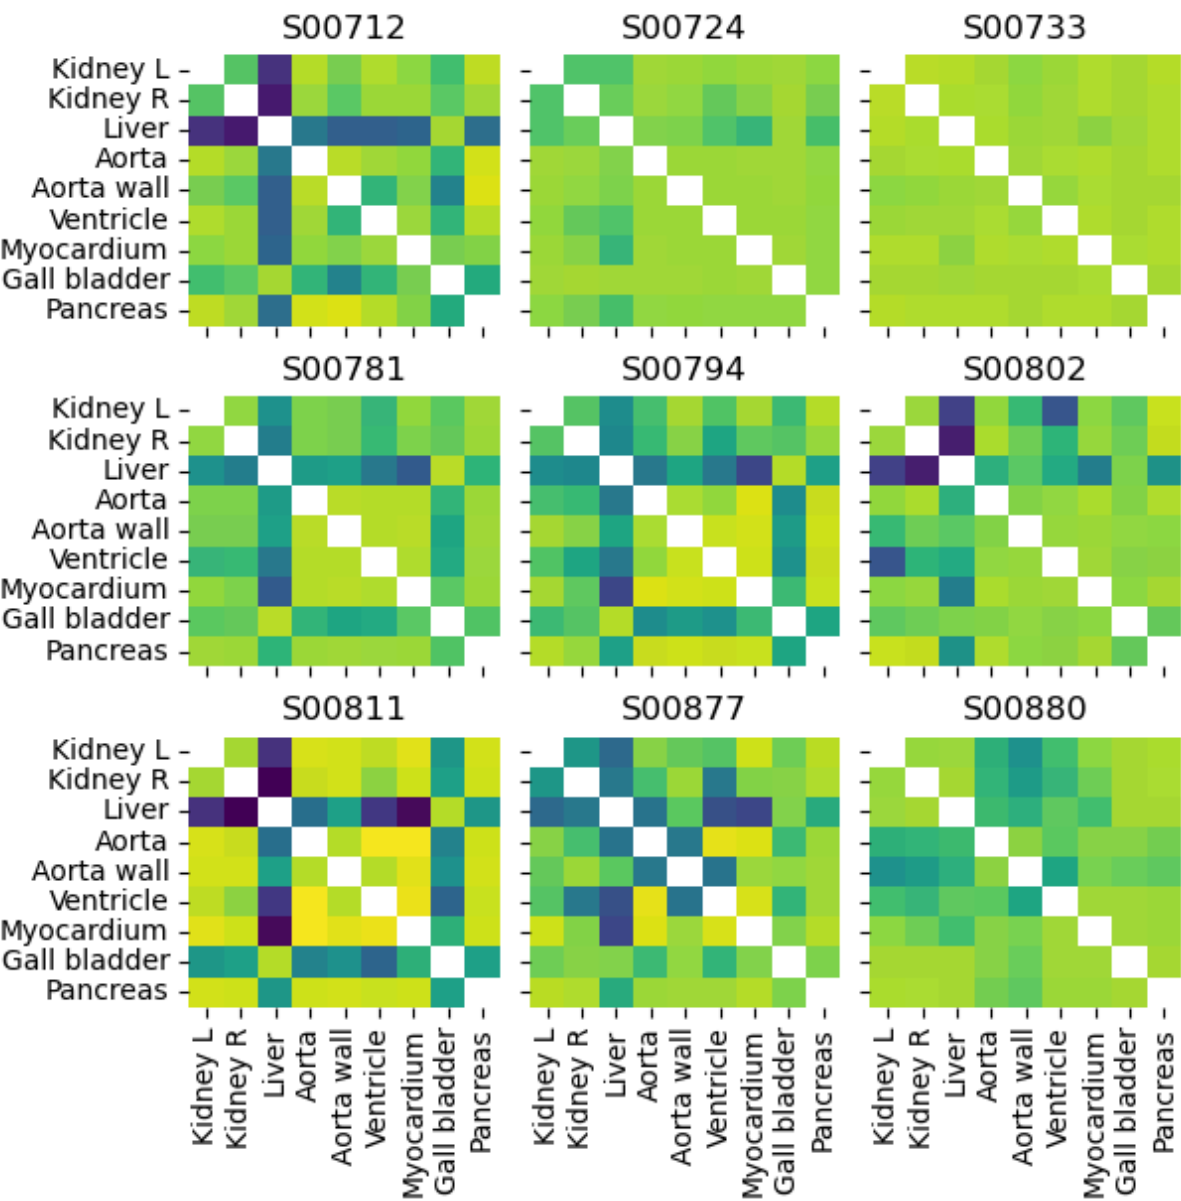 S00712 S00724 S00733
Kidney L
Kidney R
Liver
Aorta
Aorta wall
Ventricle
Myocardium
Gall bladder
Pancreas
S00781 S00794 S00802
Kidney L
Kidney R
Liver
Aorta
Aorta wall
Ventricle
Myocardium
Gall bladder
Pancreas
S00811 S00877 S00880
Kidney L
Kidney R
Liver
Aorta
Aorta wall
Ventricle
Myocardium
Gall bladder
Pancreas
Kidney L
Kidney R
Liver
Aorta
Aorta wall
Ventricle
Myocardium
Gall bladder
Pancreas
Kidney L
Kidney R
Liver
Aorta
Aorta wall
Ventricle
Myocardium
Gall bladder
Pancreas
Kidney L
Kidney R
Liver
Aorta
Aorta wall
Ventricle
Myocardium
Gall bladder
Pancreas